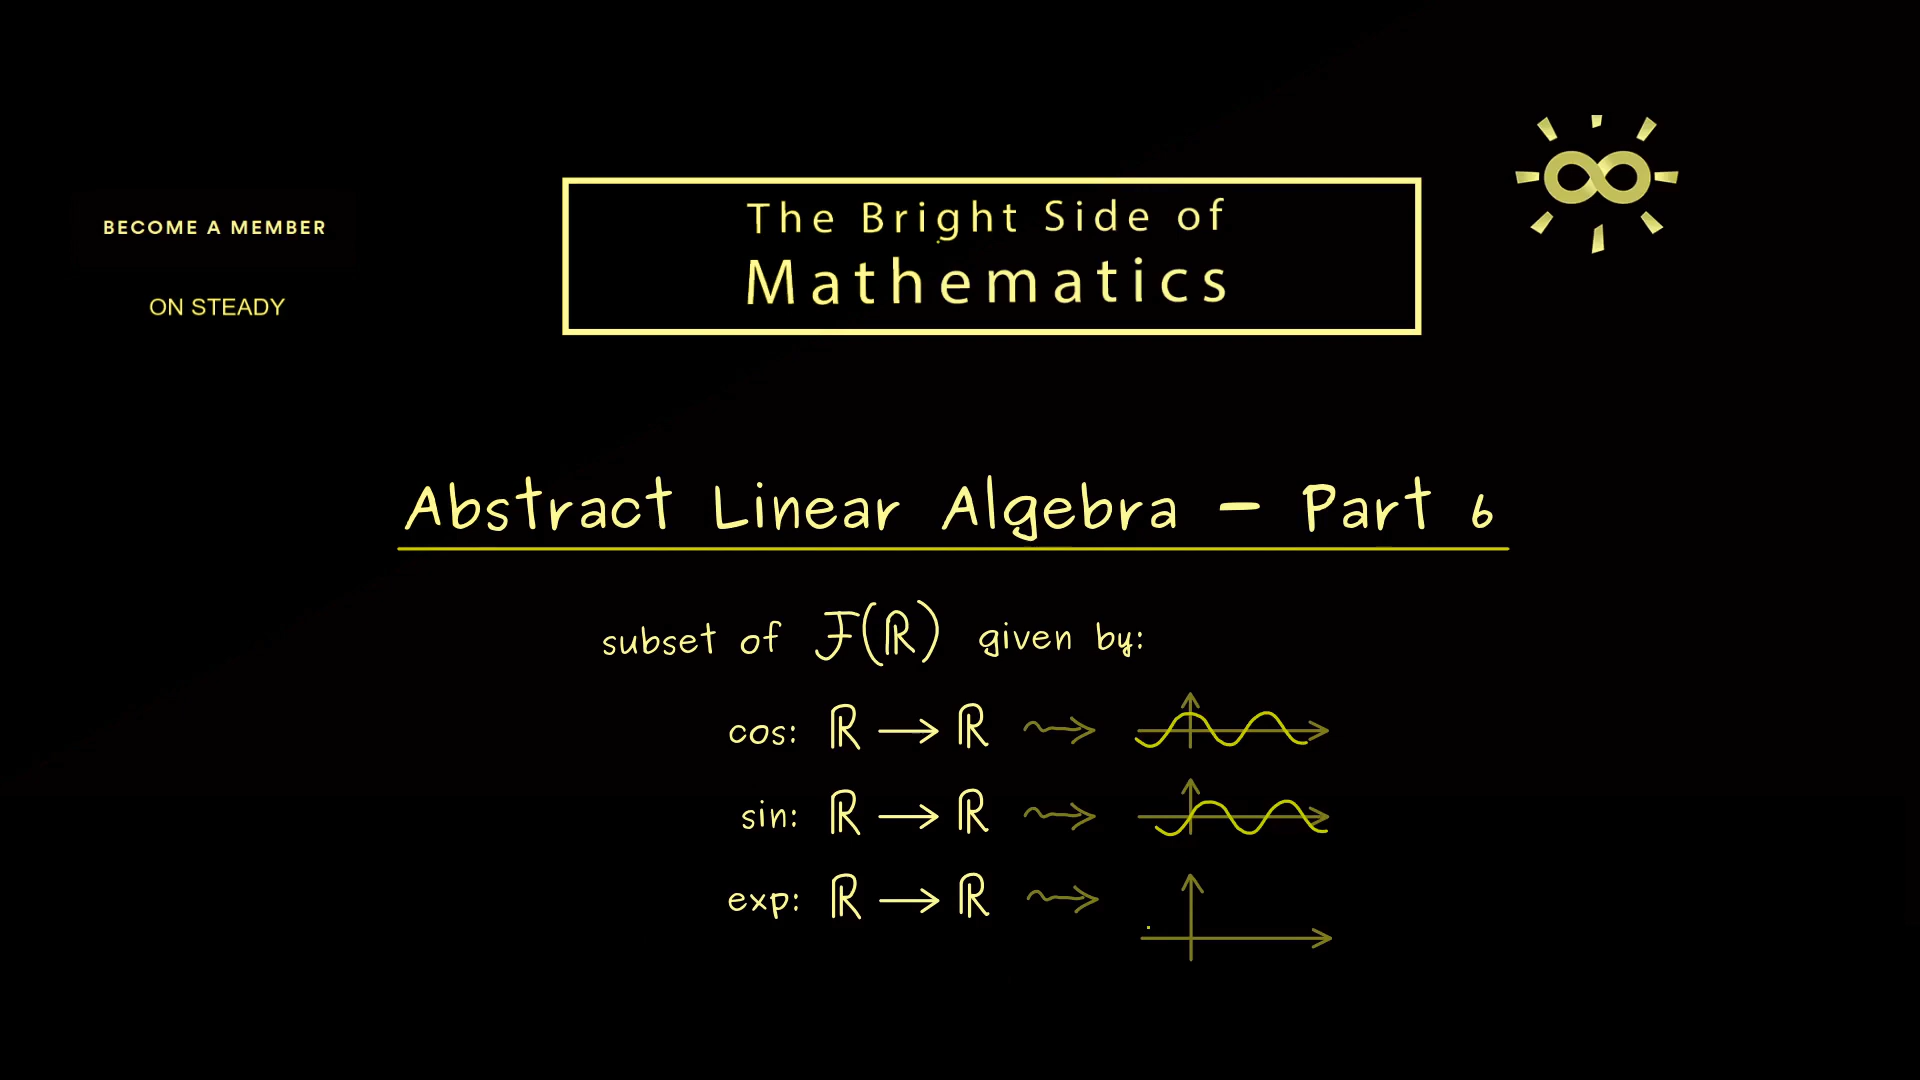 BECOME A MEMBER
ON STEADY
The Bright Side of
Mathematics
Abstract Linear Algebra – Part 6
subset of ℱ(ℝ) given by:
cos: ℝ ⟶ ℝ ⇝
sin: ℝ ⟶ ℝ ⇝
exp: ℝ ⟶ ℝ ⇝